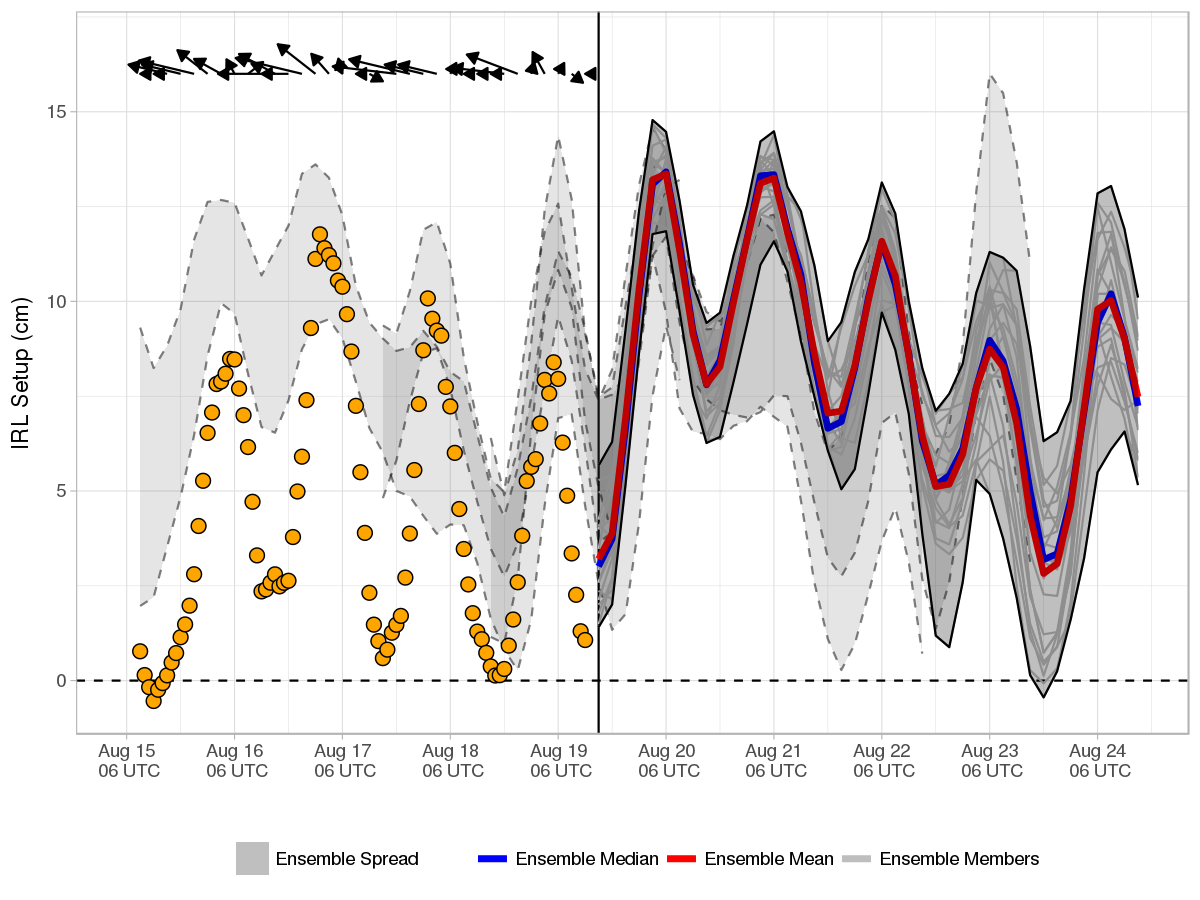 IRL Setup (cm)
15
10
5
0
Aug 15
06 UTC
Aug 16
06 UTC
Aug 17
06 UTC
Aug 18
06 UTC
Aug 19
06 UTC
Aug 20
06 UTC
Aug 21
06 UTC
Aug 22
06 UTC
Aug 23
06 UTC
Aug 24
06 UTC
Ensemble Spread
Ensemble Median
Ensemble Mean
Ensemble Members